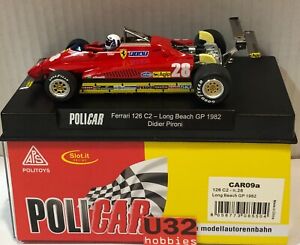 28
POLICAR
Ferrari 126 C2 - Long Beach GP 1982
Didier Pironi
POLITOYS
Slot.it
CAR09a
126 C2 - n.28
Long Beach GP 1982
POLICAR
modellautorennbahn
U32
hobbies